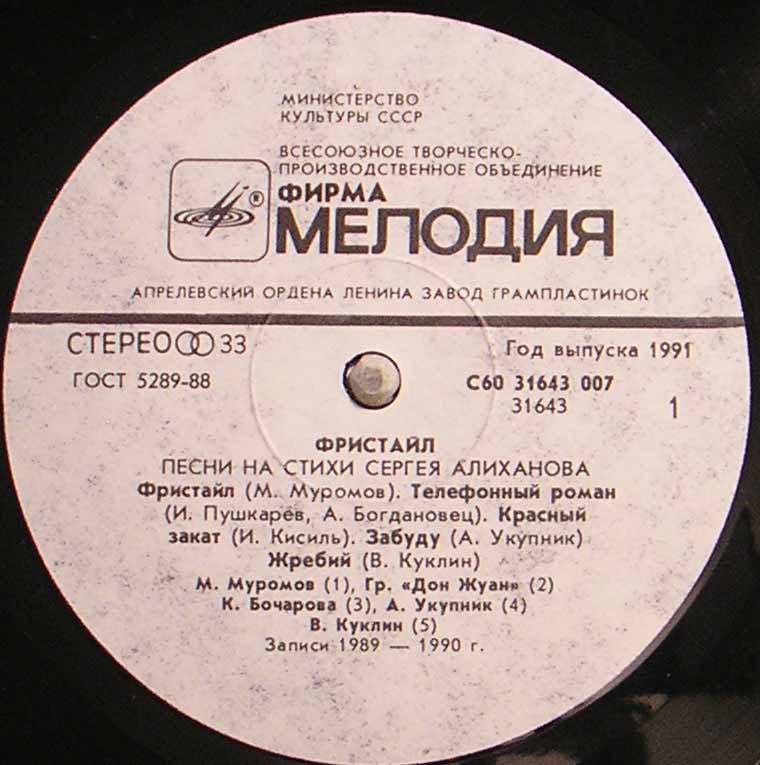 МИНИСТЕРСТВО
КУЛЬТУРЫ СССР
ВСЕСОЮЗНОЕ ТВОРЧЕСКО-
ПРОИЗВОДСТВЕННОЕ ОБЪЕДИНЕНИЕ
ФИРМА
®
МЕЛОДИЯ
АПРЕЛЕВСКИЙ ОРДЕНА ЛЕНИНА ЗАВОД ГРАМПЛАСТИНОК
СТЕРЕО 33
Год выпуска 1991
ГОСТ 5289-88
С60 31643 007
31643
1
ФРИСТАЙЛ
ПЕСНИ НА СТИХИ СЕРГЕЯ АЛИХАНОВА
Фристайл (М. Муромов). Телефонный роман
(И. Пушкарев, А. Богдановец). Красный
закат (И. Кисиль). Забуду (А. Укупник)
Жребий (В. Куклин)
М. Муромов (1), Гр. «Дон Жуан» (2)
К. Бочарова (3), А. Укупник (4)
В. Куклин (5)
Записи 1989 — 1990 г.